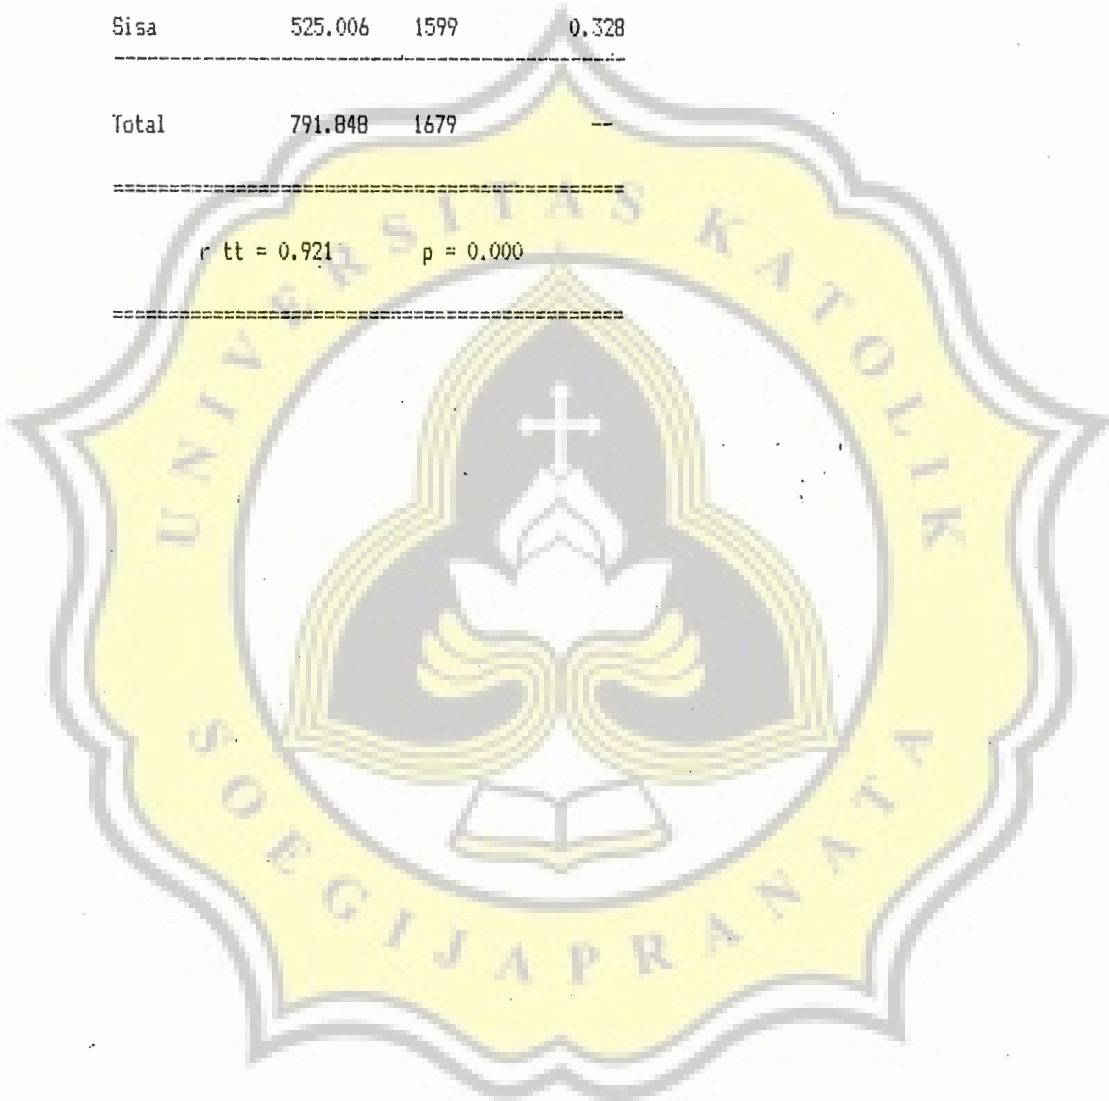 Sisa 525.006 1599 0.328
--------------------------------------------------
Total 791.848 1679 --
==================================================
r tt = 0.921 p = 0.000
==================================================
UNIVERSITAS KATOLIK
SOEGIJAPRANATA